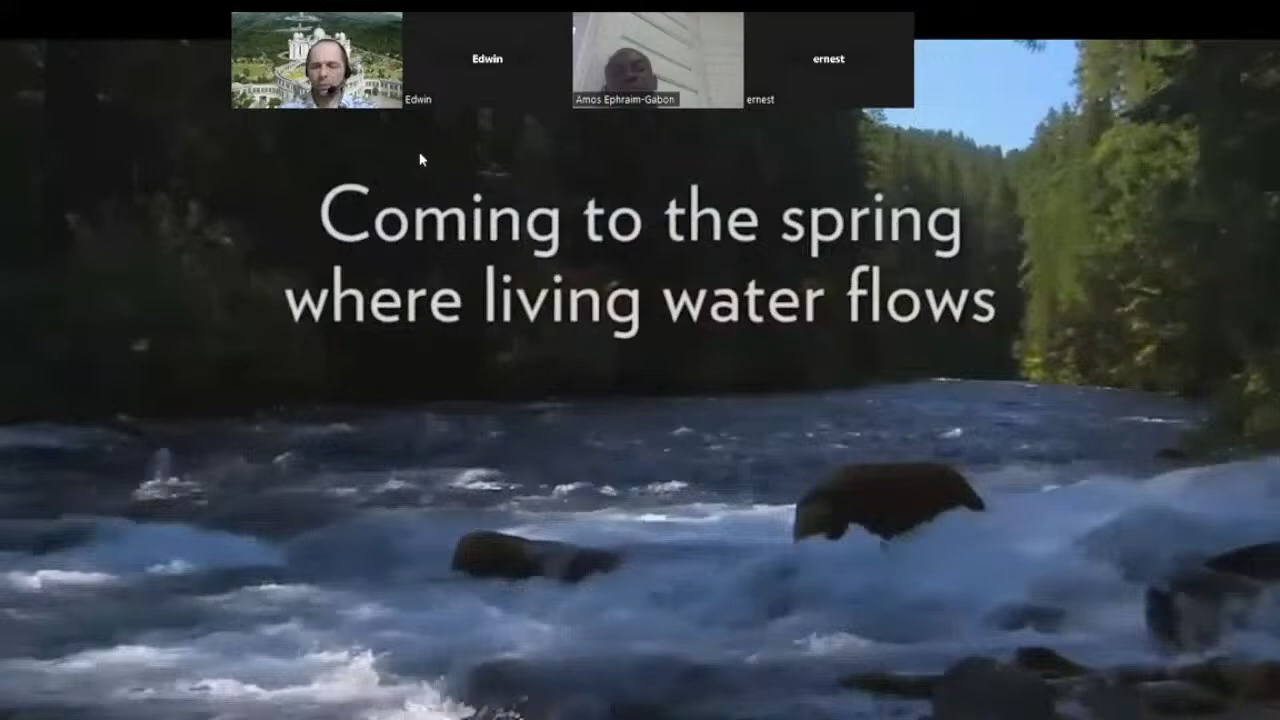 Edwin
ernest
Edwin
Amos Ephraim-Gabon
ernest
Coming to the spring
where living water flows